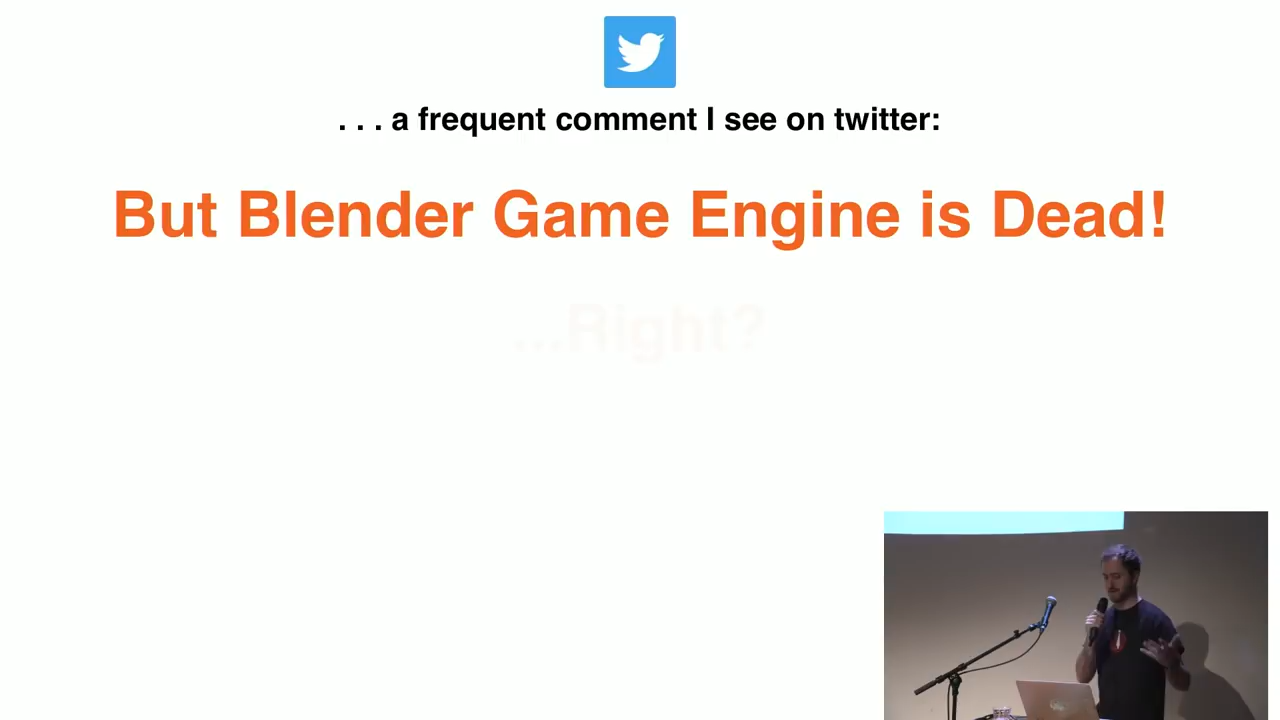 . . . a frequent comment I see on twitter:
But Blender Game Engine is Dead!
...Right?